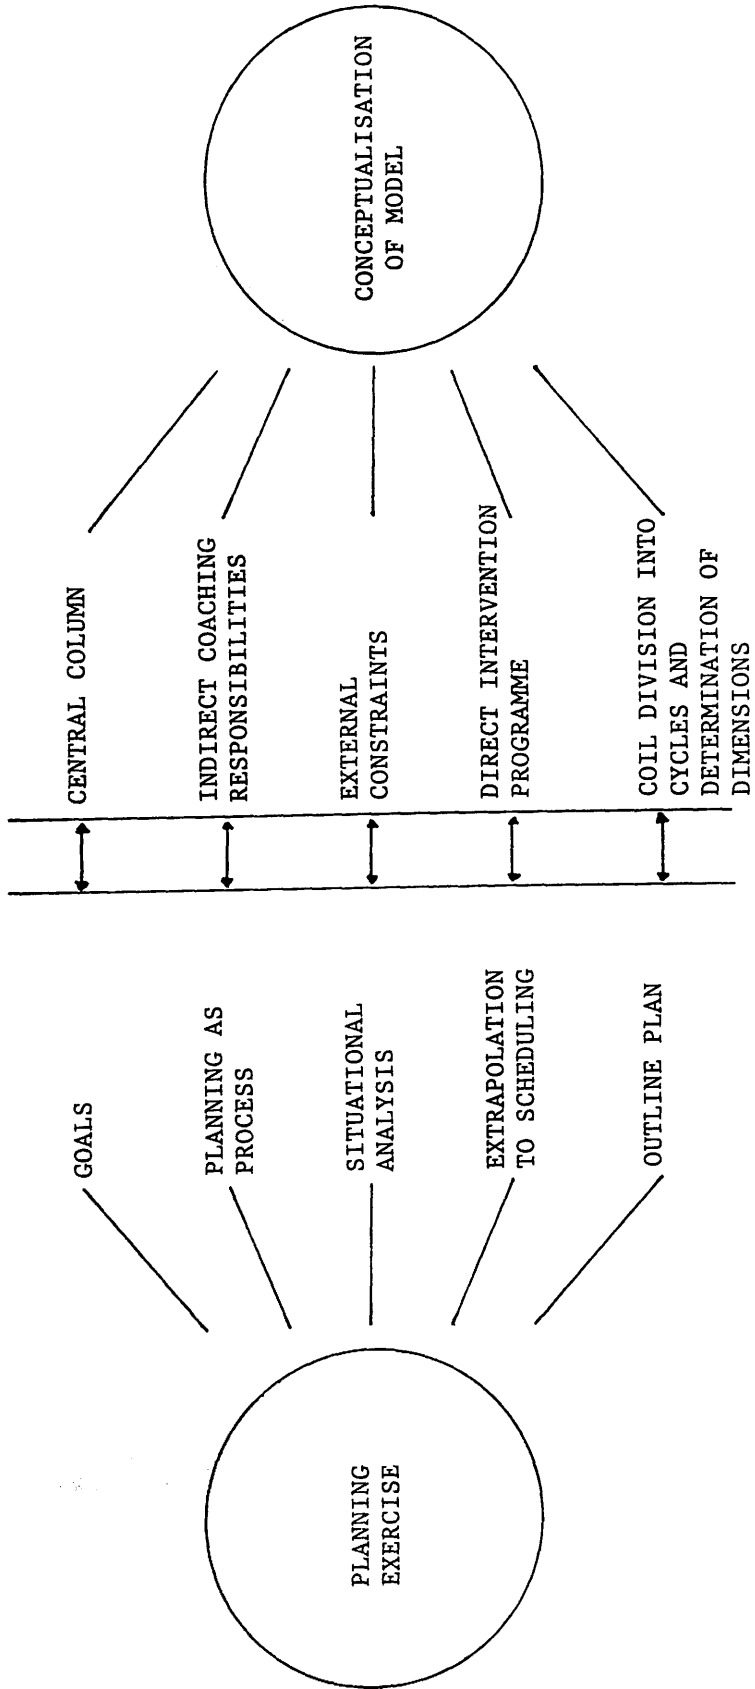 PLANNING
EXERCISE
GOALS
PLANNING AS
PROCESS
SITUATIONAL
ANALYSIS
EXTRAPOLATION
TO SCHEDULING
OUTLINE PLAN
CENTRAL COLUMN
INDIRECT COACHING
RESPONSIBILITIES
EXTERNAL
CONSTRAINTS
DIRECT INTERVENTION
PROGRAMME
COIL DIVISION INTO
CYCLES AND
DETERMINATION OF
DIMENSIONS
CONCEPTUALISATION
OF MODEL